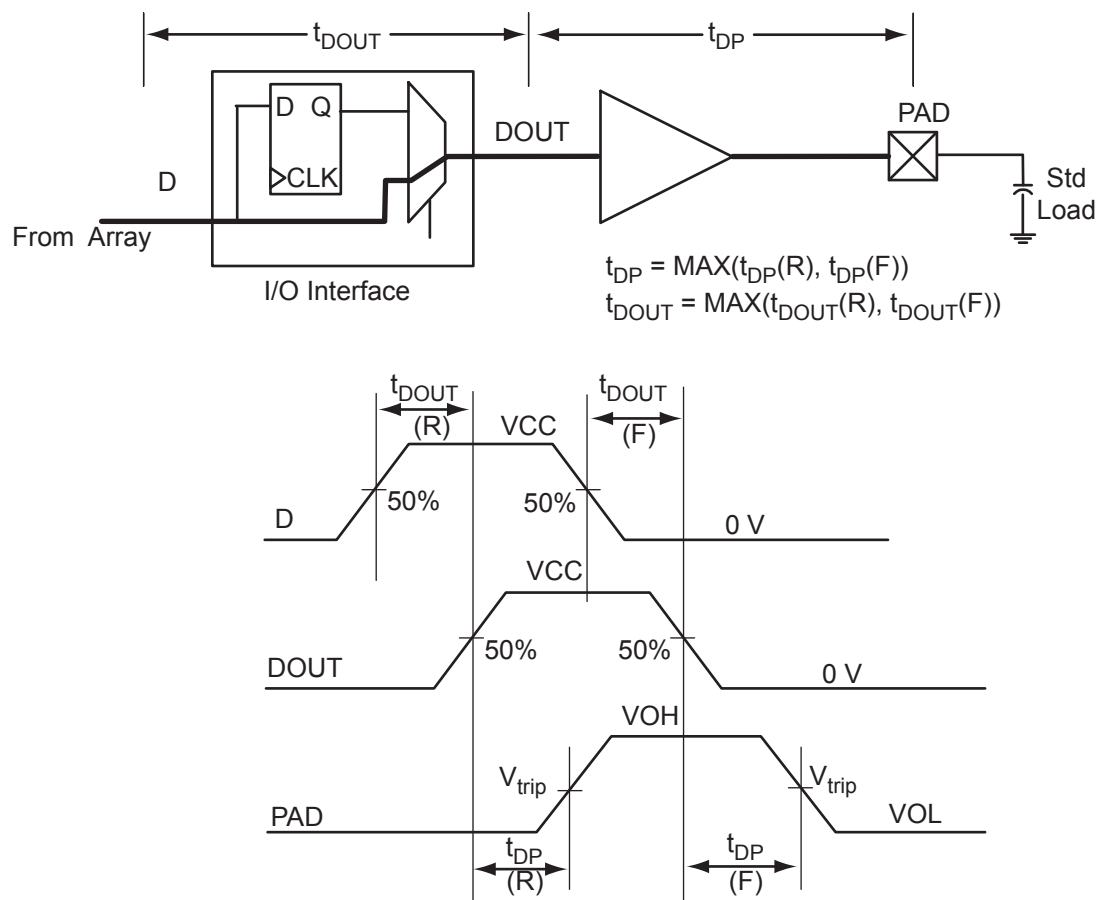 tDOUT
tDP
D Q
CLK
D
From Array
I/O Interface
DOUT
PAD
Std
Load
tDP = MAX(tDP(R), tDP(F))
tDOUT = MAX(tDOUT(R), tDOUT(F))
tDOUT
(R)
tDOUT
(F)
VCC
50%
50%
D
0 V
VCC
50%
50%
DOUT
0 V
VOH
Vtrip
Vtrip
PAD
VOL
tDP
(R)
tDP
(F)